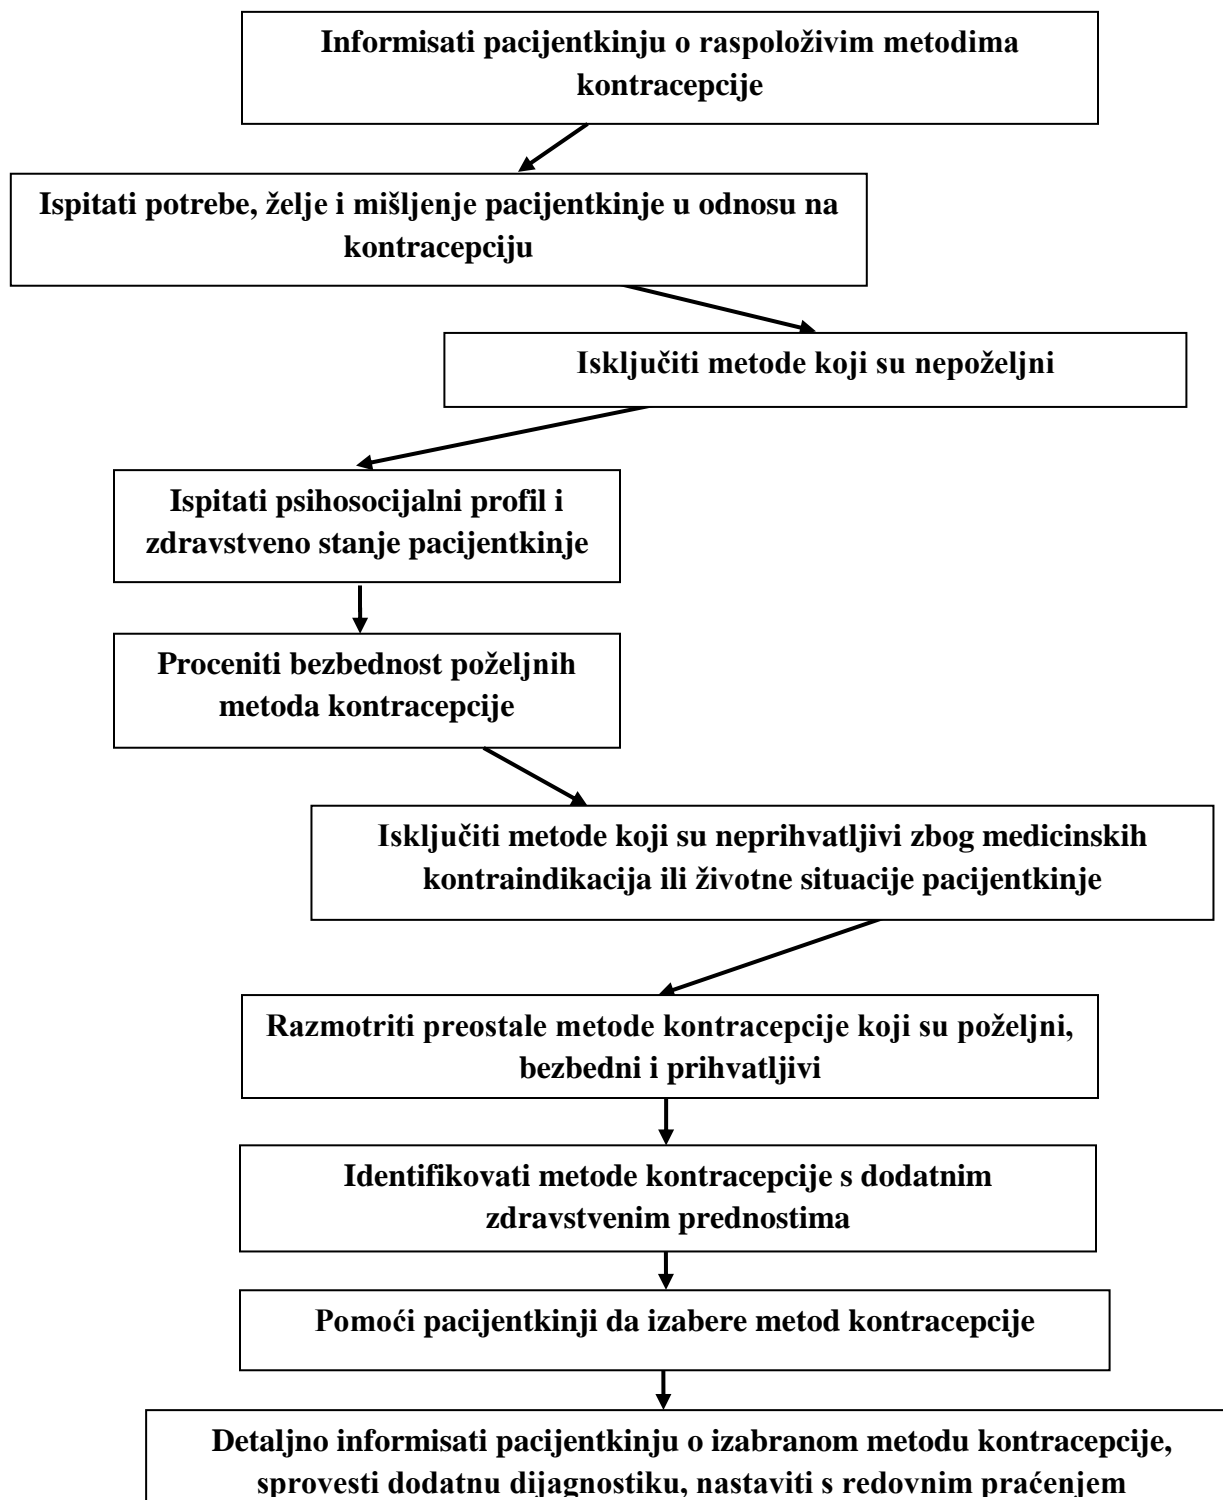 Informisati pacijentkinju o raspoloživim metodima
kontracepcije
Ispitati potrebe, želje i mišljenje pacijentkinje u odnosu na
kontracepciju
Isključiti metode koji su nepoželjni
Ispitati psihosocijalni profil i
zdravstveno stanje pacijentkinje
Proceniti bezbednost poželjnih
metoda kontracepcije
Isključiti metode koji su neprihvatljivi zbog medicinskih
kontraindikacija ili životne situacije pacijentkinje
Razmotriti preostale metode kontracepcije koji su poželjni,
bezbedni i prihvatljivi
Identifikovati metode kontracepcije s dodatnim
zdravstvenim prednostima
Pomoći pacijentkinji da izabere metod kontracepcije
Detaljno informisati pacijentkinju o izabranom metodu kontracepcije,
sprovesti dodatnu dijagnostiku, nastaviti s redovnim praćenjem